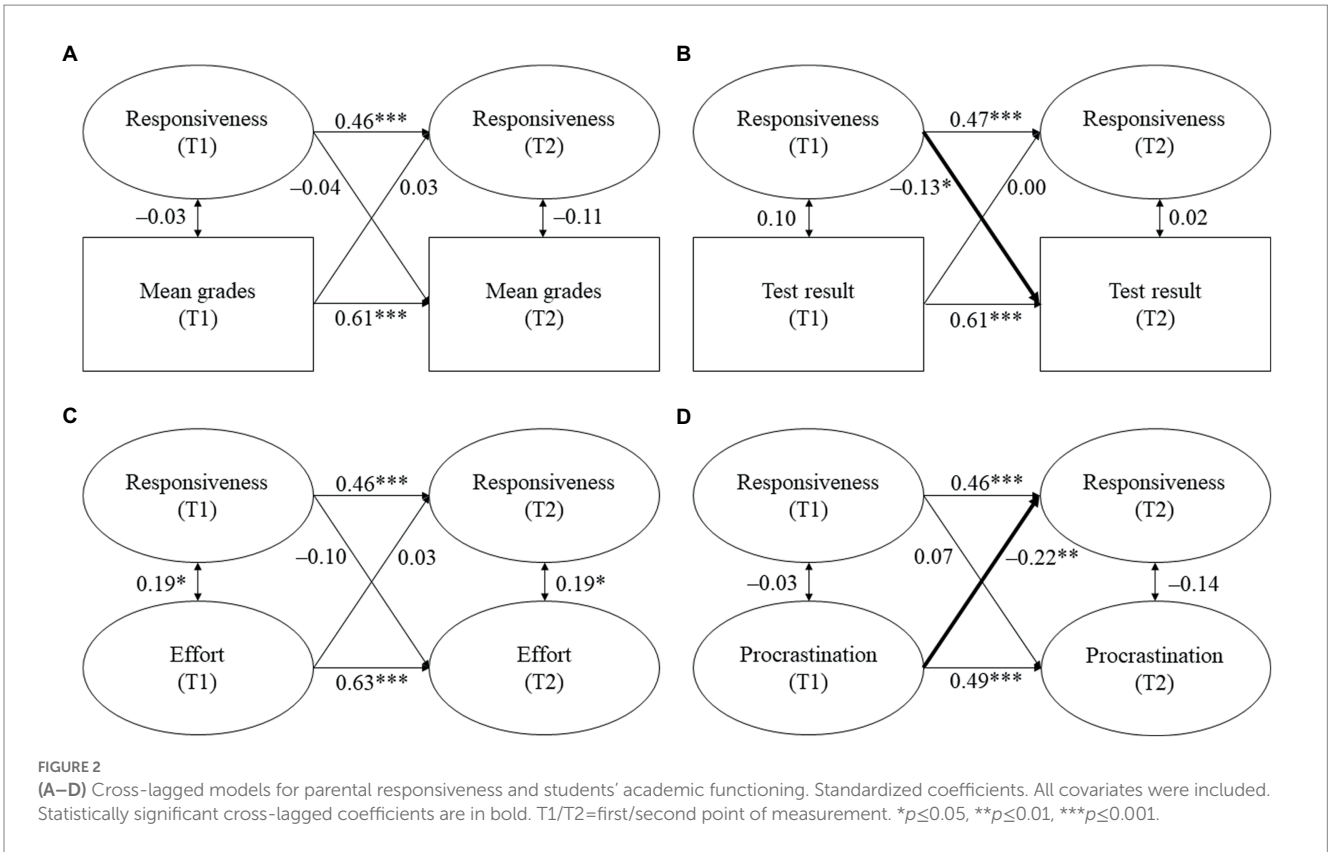 A
Responsiveness
(T1)
0.46***
Responsiveness
(T2)
–0.04
0.03
–0.03
–0.11
Mean grades
(T1)
0.61***
Mean grades
(T2)
B
Responsiveness
(T1)
0.47***
Responsiveness
(T2)
–0.13*
0.00
0.10
0.02
Test result
(T1)
0.61***
Test result
(T2)
C
Responsiveness
(T1)
0.46***
Responsiveness
(T2)
–0.10
0.03
0.19*
0.19*
Effort
(T1)
0.63***
Effort
(T2)
D
Responsiveness
(T1)
0.46***
Responsiveness
(T2)
0.07
–0.22**
–0.03
–0.14
Procrastination
(T1)
0.49***
Procrastination
(T2)
FIGURE 2
(A–D) Cross-lagged models for parental responsiveness and students’ academic functioning. Standardized coefficients. All covariates were included.
Statistically significant cross-lagged coefficients are in bold. T1/T2=first/second point of measurement. *p≤0.05, **p≤0.01, ***p≤0.001.